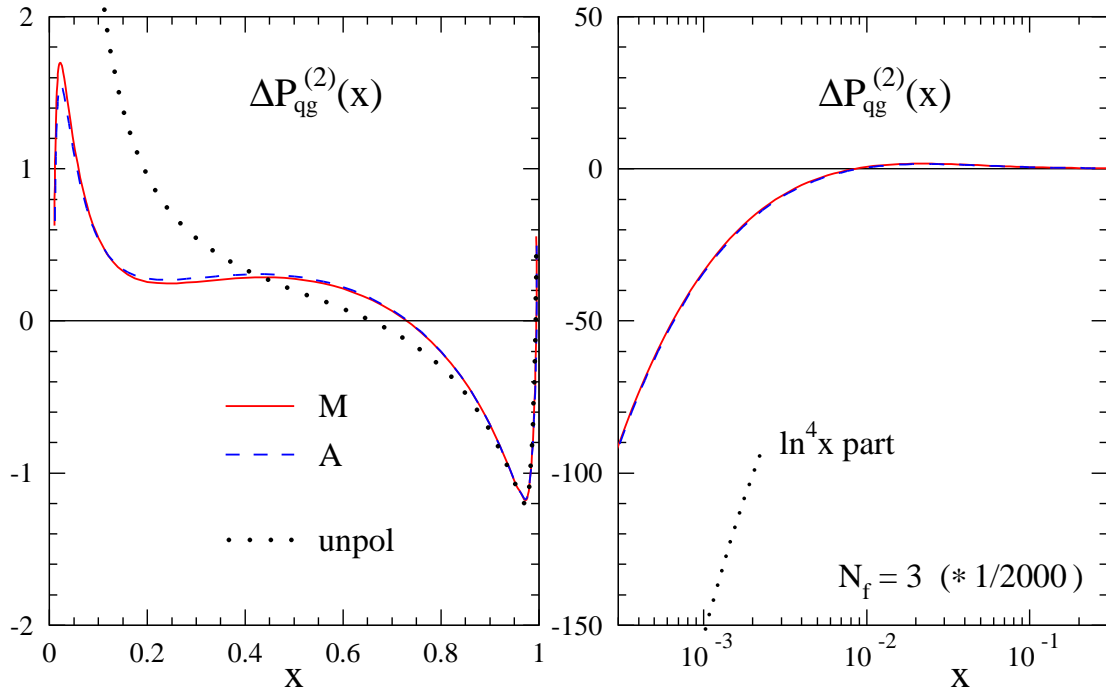 ΔP_qg^(2)(x)
2
1
0
-1
-2
M
A
unpol
0 0.2 0.4 0.6 0.8 1
x
ΔP_qg^(2)(x)
50
0
-50
-100
-150
ln^4x part
N_f = 3 (* 1/2000)
10^-3 10^-2 10^-1
x